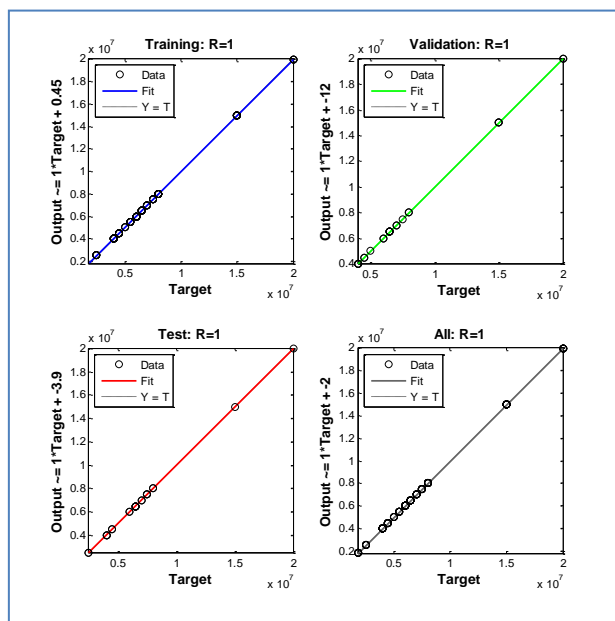 x 10^7
Training: R=1
2
1.8
1.6
1.4
1.2
1
0.8
0.6
0.4
0.2
Output ~= 1*Target + 0.45
Data
Fit
Y = T
0.5
1
1.5
2
Target
x 10^7
x 10^7
Validation: R=1
2
1.8
1.6
1.4
1.2
1
0.8
0.6
0.4
Output ~= 1*Target + -12
Data
Fit
Y = T
0.5
1
1.5
2
Target
x 10^7
x 10^7
Test: R=1
2
1.8
1.6
1.4
1.2
1
0.8
0.6
0.4
Output ~= 1*Target + -3.9
Data
Fit
Y = T
0.5
1
1.5
2
Target
x 10^7
x 10^7
All: R=1
2
1.8
1.6
1.4
1.2
1
0.8
0.6
0.4
0.2
Output ~= 1*Target + -2
Data
Fit
Y = T
0.5
1
1.5
2
Target
x 10^7